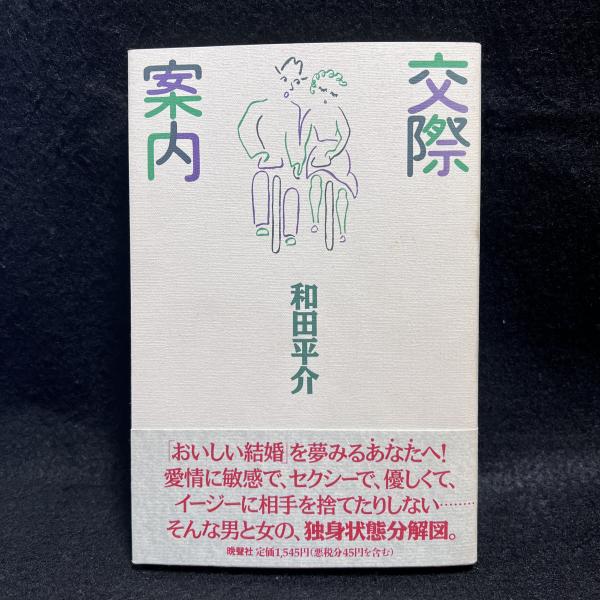 交際
案内
和田平介
「おいしい結婚」を夢みるあなたへ!
愛情に敏感で、セクシーで、優しくて、
イージーに相手を捨てたりしない………
そんな男と女の、独身状態分解図。
晩聲社 定価1,545円(悪税分45円を含む)